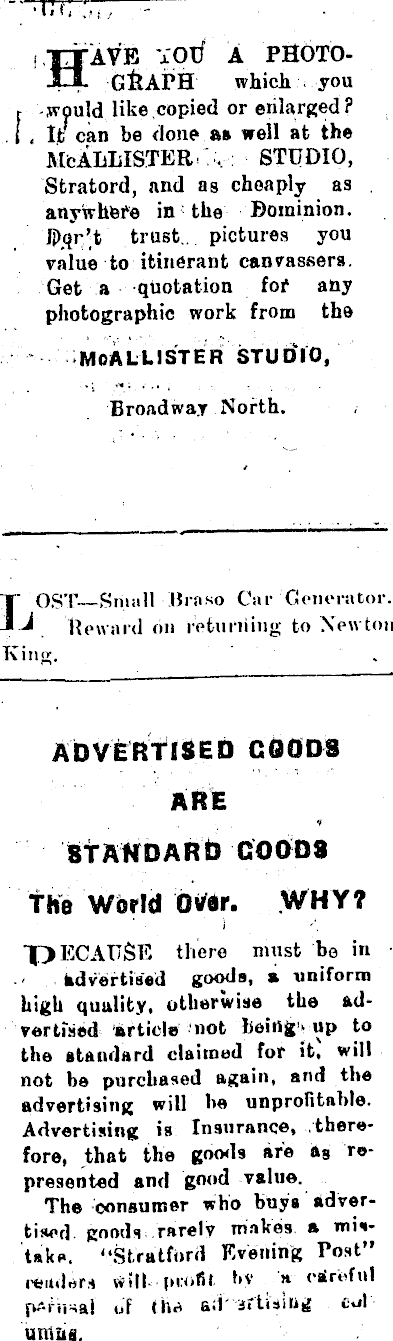 HAVE YOU A PHOTO-
GRAPH which you
would like copied or enlarged?
It can be done as well at the
McALLISTER STUDIO,
Stratord, and as cheaply as
anywhere in the Dominion.
Don't trust pictures you
value to itinerant canvassers.
Get a quotation for any
photographic work from the
McALLISTER STUDIO,
Broadway North.
LOST—Small Braso Car Generator.
Reward on returning to Newton
King.
ADVERTISED GOODS
ARE
STANDARD GOODS
The World Over. WHY?
BECAUSE there must be in
advertised goods, a uniform
high quality, otherwise the ad-
vertised article not being up to
the standard claimed for it, will
not be purchased again, and the
advertising will be unprofitable.
Advertising is Insurance, there-
fore, that the goods are as re-
presented and good value.
The consumer who buys adver-
tised goods rarely makes a mis-
take. "Stratford Evening Post"
readers will profit by a careful
perusal of the advertising col-
umns.